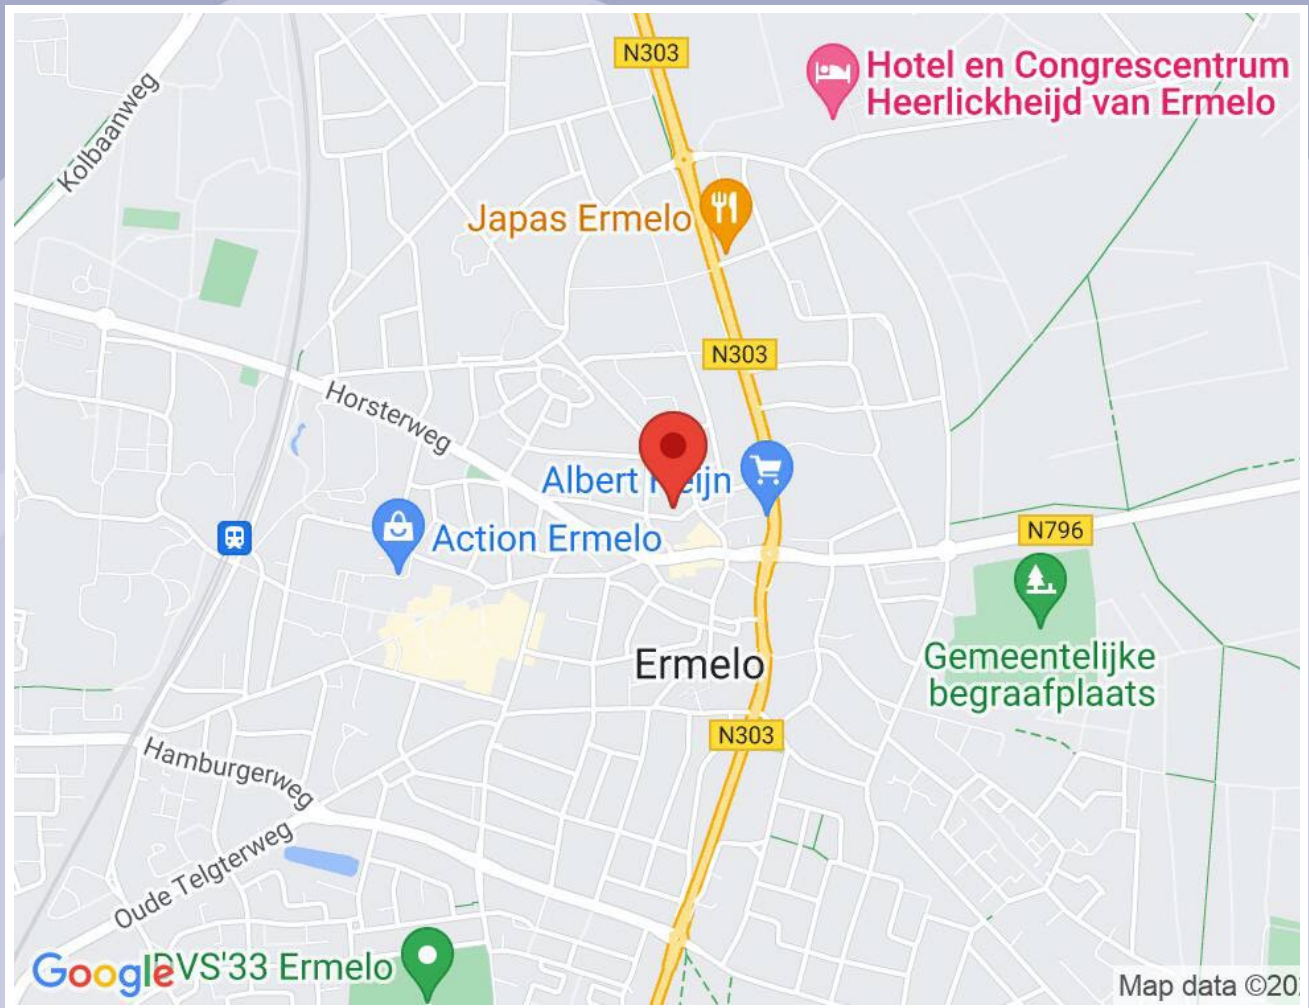 N303
Hotel en Congrescentrum
Heerlickheijd van Ermelo
Kolbaanweg
Japas Ermelo
N303
Horsterweg
Albert
Action Ermelo
N796
Ermelo
Gemeentelijke
begraafplaats
N303
Hamburgerweg
Oude Telgterweg
Google
VS'33 Ermelo
Map data ©20